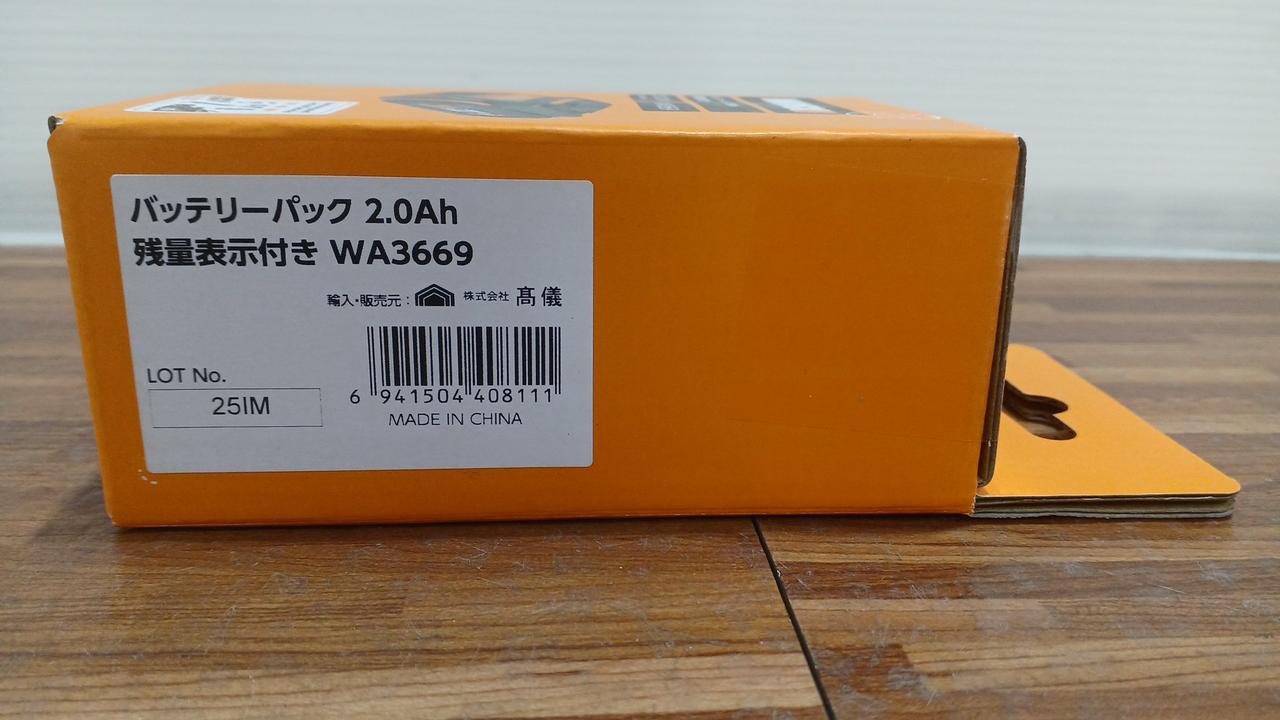 バッテリーパック 2.0Ah
残量表示付き WA3669
輸入・販売元： 株式会社 髙儀
LOT No.
25IM
6 941504 408111
MADE IN CHINA